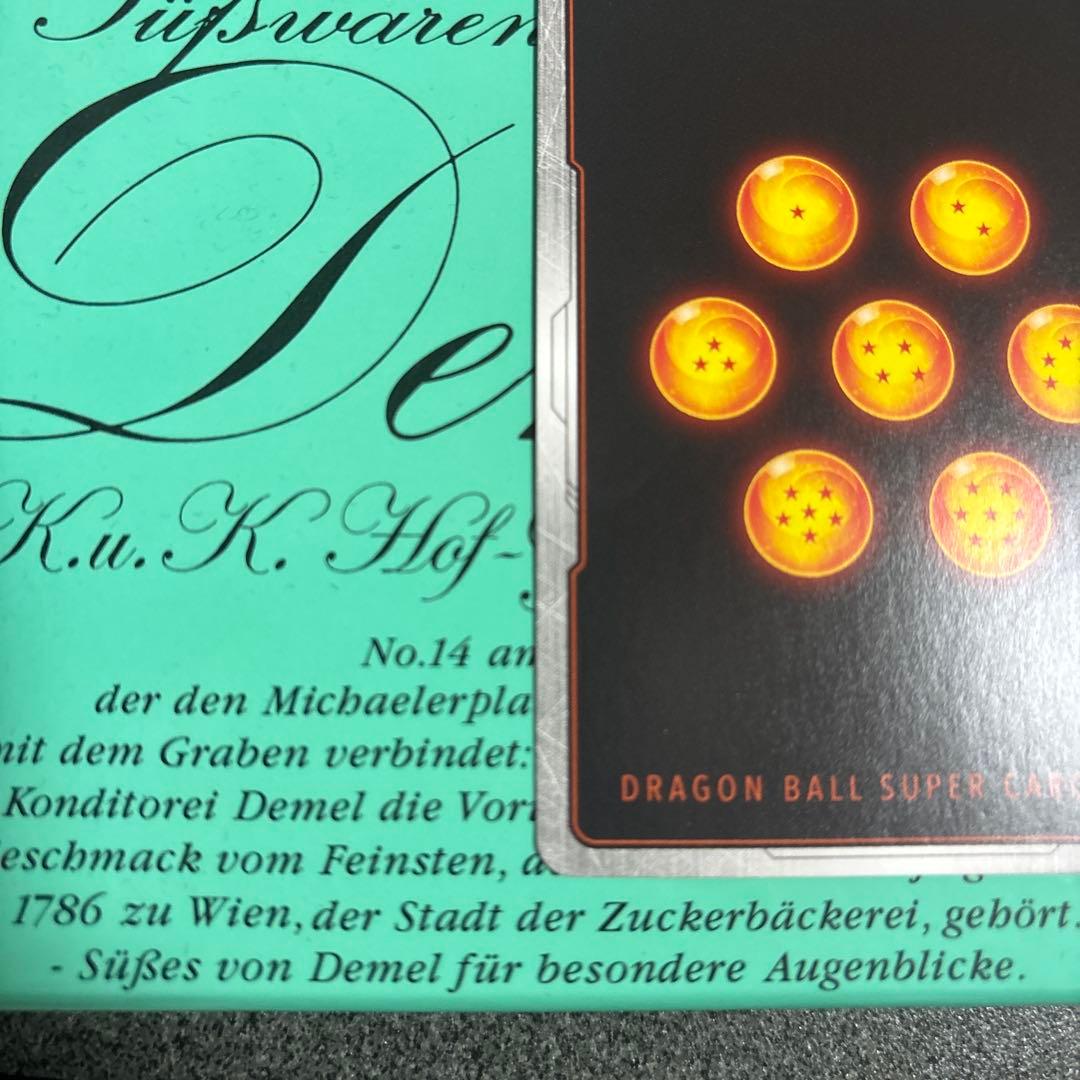 Süßwaren
De
K.u.K. Hof-
No.14 an
der den Michaelerpla
mit dem Graben verbindet:
Konditorei Demel die Vor
eschmack vom Feinsten,
1786 zu Wien, der Stadt der Zuckerbäckerei, gehört.
- Süßes von Demel für besondere Augenblicke.
DRAGON BALL SUPER CAR